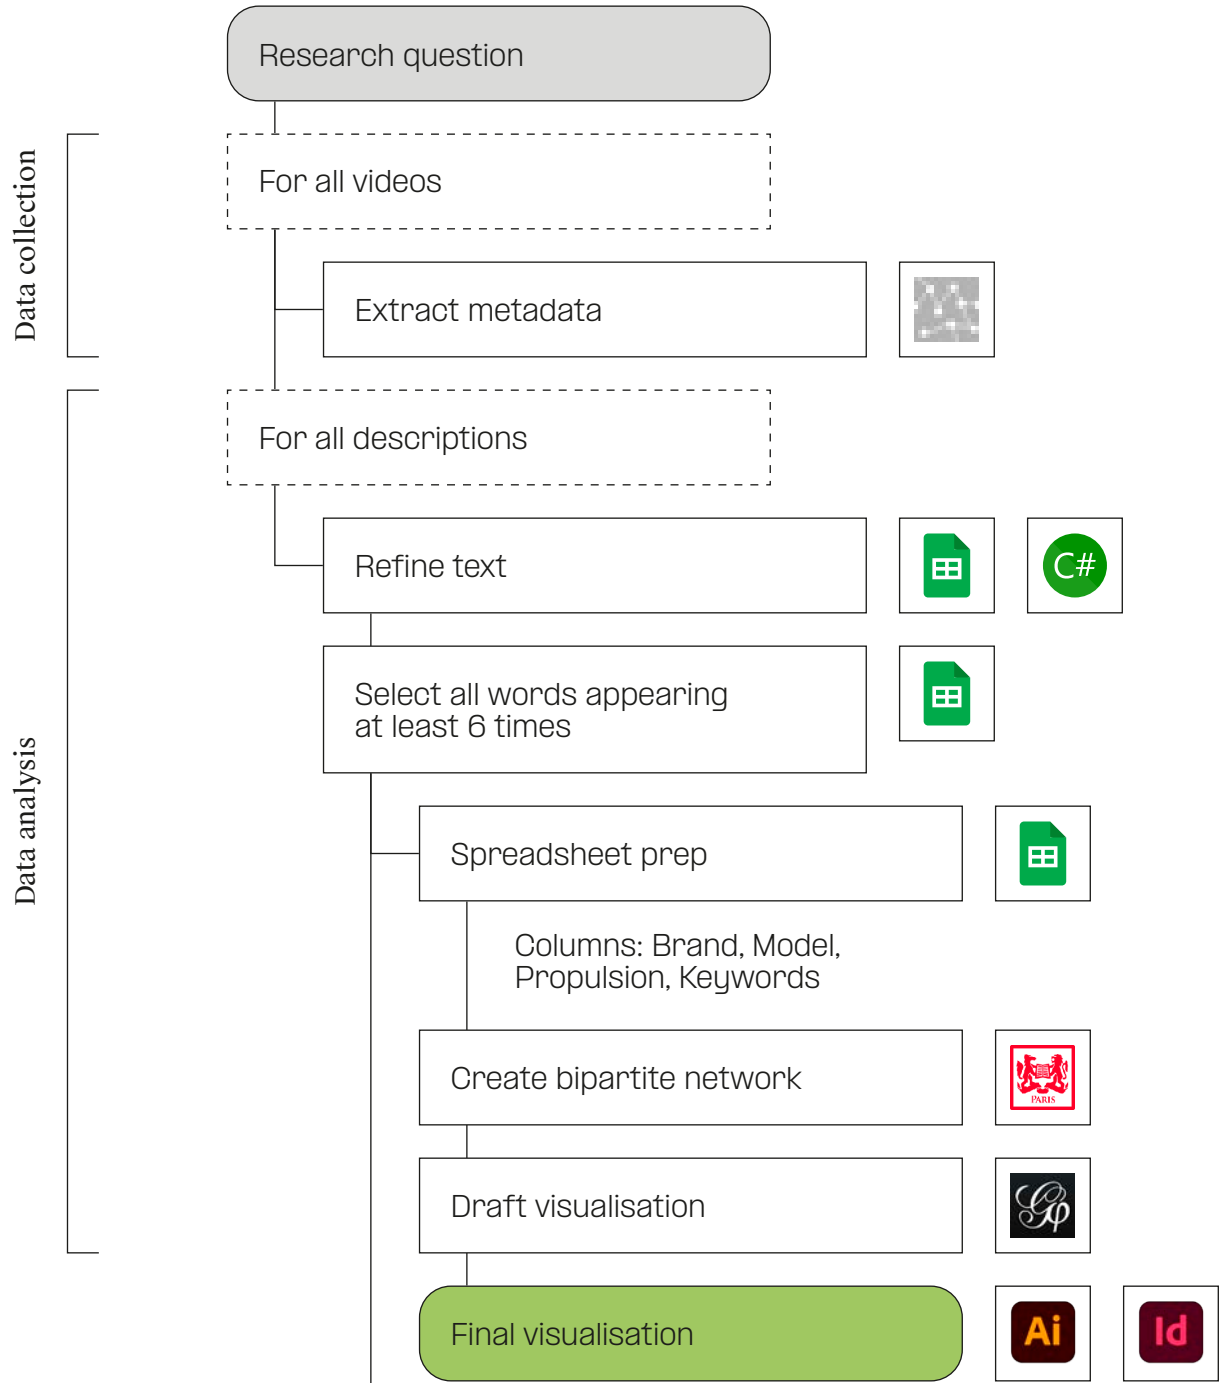 Research question
Data collection
For all videos
Extract metadata
Data analysis
For all descriptions
Refine text
C#
Select all words appearing
at least 6 times
Spreadsheet prep
Columns: Brand, Model,
Propulsion, Keywords
Create bipartite network
PARIS
Draft visualisation
Gφ
Final visualisation
Ai
Id